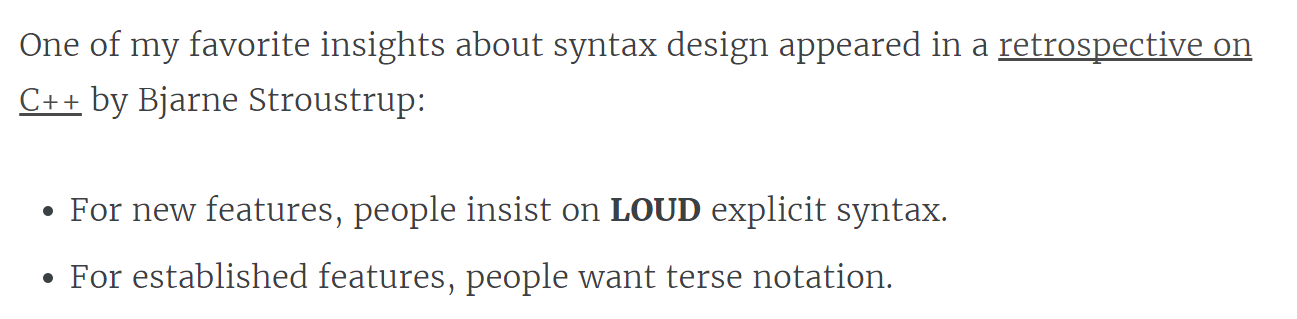 One of my favorite insights about syntax design appeared in a retrospective on
C++ by Bjarne Stroustrup:
• For new features, people insist on LOUD explicit syntax.
• For established features, people want terse notation.